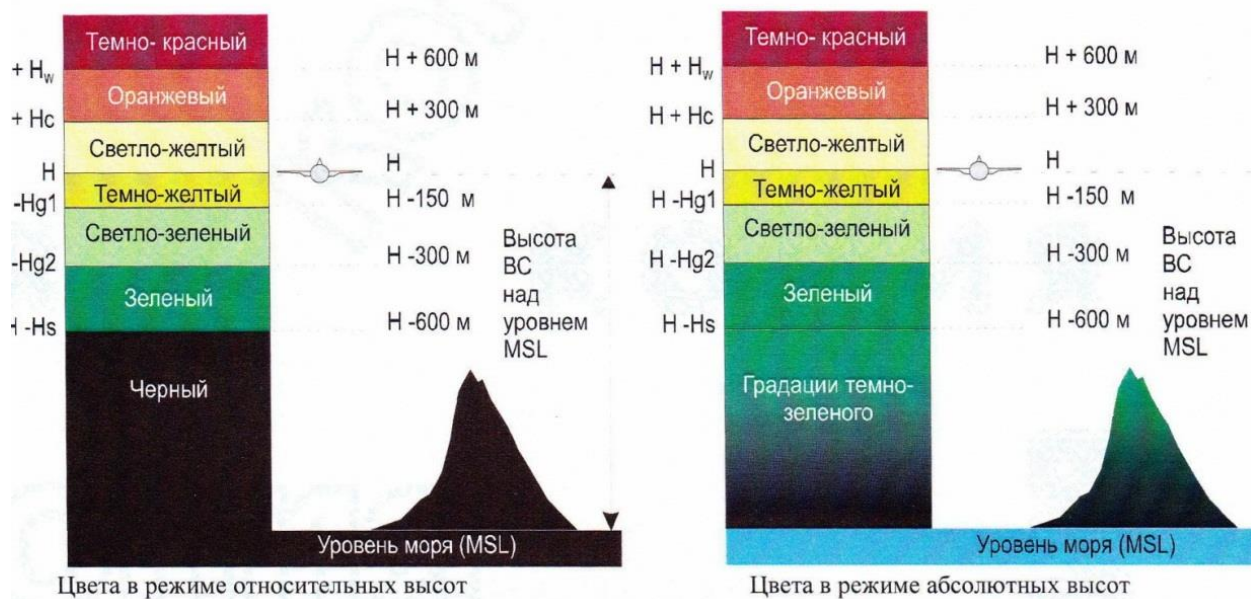 Темно- красный
+ Hw
H + 600 м
Оранжевый
+ Hc
H + 300 м
Светло-желтый
H
H
Темно-желтый
-Hg1
H -150 м
Светло-зеленый
-Hg2
H -300 м
Зеленый
H -Hs
H -600 м
Черный
Высота
ВС
над
уровнем
MSL
Уровень моря (MSL)
Цвета в режиме относительных высот
Темно- красный
H + Hw
H + 600 м
Оранжевый
H + Hc
H + 300 м
Светло-желтый
H
H
Темно-желтый
H -Hg1
H -150 м
Светло-зеленый
H -Hg2
H -300 м
Зеленый
H -Hs
H -600 м
Градации темно-
зеленого
Высота
ВС
над
уровнем
MSL
Уровень моря (MSL)
Цвета в режиме абсолютных высот